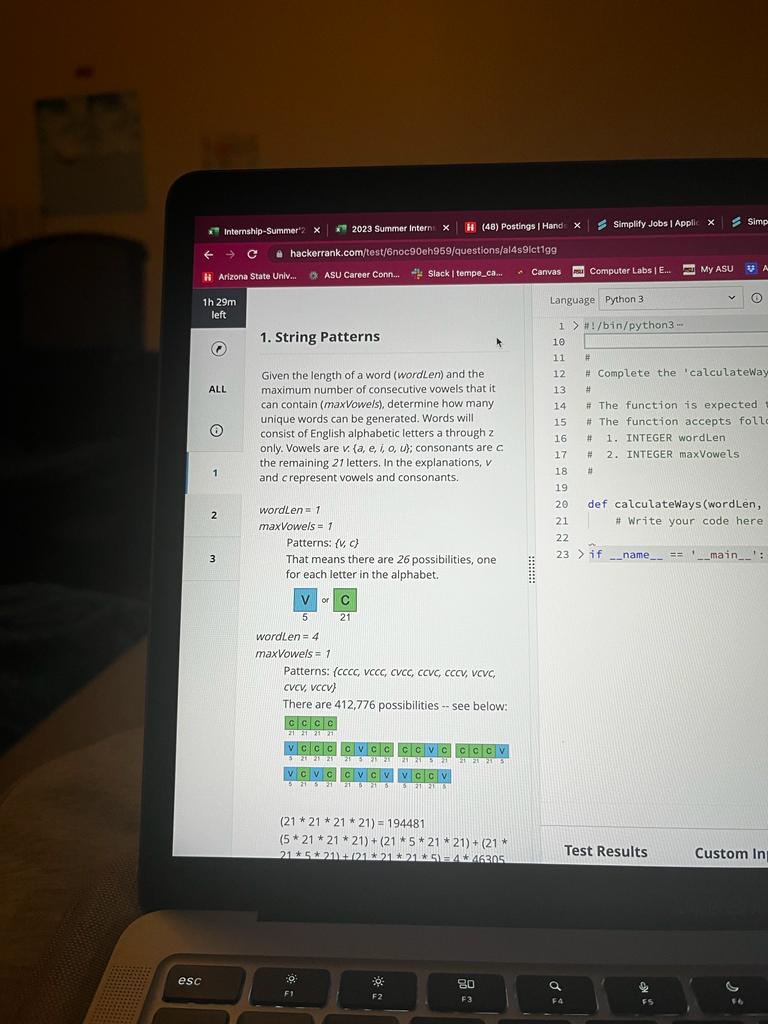 Internship-Summer'2
2023 Summer Intern
(48) Postings | Hand
Simplify Jobs | Applic
Simp
hackerrank.com/test/6noc90eh959/questions/al4s9lct1gg
Arizona State Univ...
ASU Career Conn...
Slack | tempe_ca...
Canvas
Computer Labs | E...
My ASU
1h 29m
left
ALL
1
2
3
1. String Patterns
Given the length of a word (wordLen) and the
maximum number of consecutive vowels that it
can contain (maxVowels), determine how many
unique words can be generated. Words will
consist of English alphabetic letters a through z
only. Vowels are v: {a, e, i, o, u}; consonants are c:
the remaining 21 letters. In the explanations, v
and c represent vowels and consonants.
wordLen = 1
maxVowels = 1
Patterns: {v, c}
That means there are 26 possibilities, one
for each letter in the alphabet.
V or C
5 21
wordLen = 4
maxVowels = 1
Patterns: {cccc, vccc, cvcc, ccvc, cccv, vcvc,
cvcv, vccv}
There are 412,776 possibilities -- see below:
C C C C
21 21 21 21
V C C C C V C C C C V C C C C V
5 21 21 21 21 5 21 21 21 21 5 21 21 21 21 5
V C V C C V C V V C C V
5 21 5 21 21 5 21 5 5 21 21 5
(21 * 21 * 21 * 21) = 194481
(5 * 21 * 21 * 21) + (21 * 5 * 21 * 21) + (21 *
21 * 5 * 21) + (21 * 21 * 21 * 5) = 4 * 46305
Language Python 3
1 > #!/bin/python3 ...
10
11 #
12 # Complete the 'calculateWay
13 #
14 # The function is expected t
15 # The function accepts foll
16 # 1. INTEGER wordLen
17 # 2. INTEGER maxVowels
18 #
19
20 def calculateWays(wordLen,
21 # Write your code here
22
23 > if __name__ == '__main__':
Test Results
Custom In
esc
F1
F2
F3
F4
F5
F6